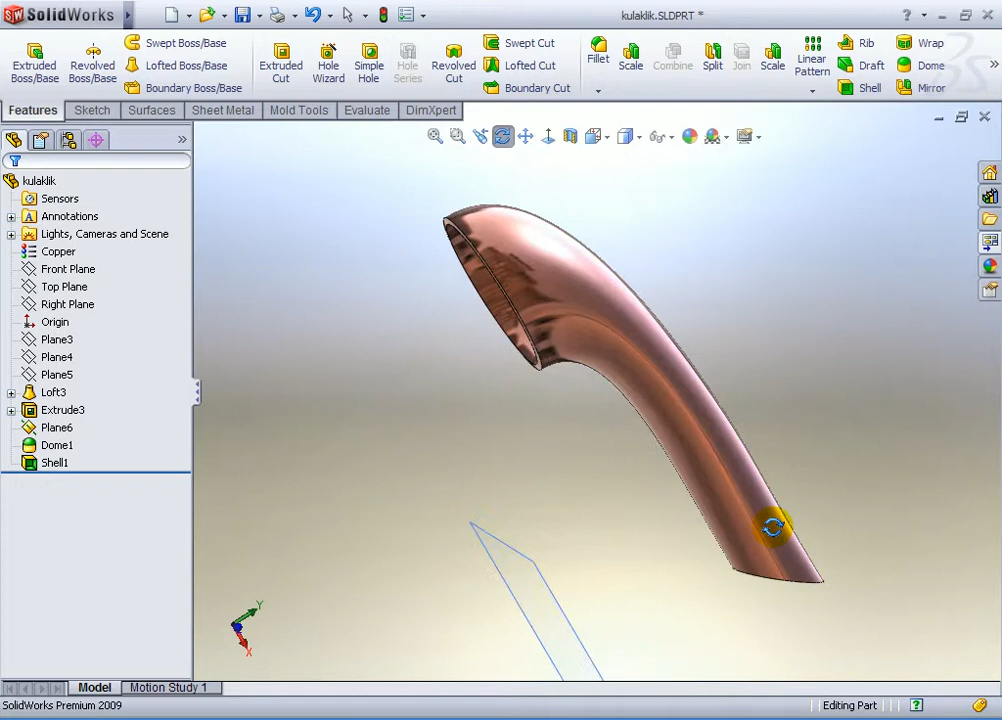 SolidWorks
kulaklik.SLDPRT *
Extruded Boss/Base
Revolved Boss/Base
Swept Boss/Base
Lofted Boss/Base
Boundary Boss/Base
Extruded Cut
Hole Wizard
Simple Hole
Hole Series
Revolved Cut
Swept Cut
Lofted Cut
Boundary Cut
Fillet
Scale
Combine
Split
Join
Scale
Linear Pattern
Rib
Draft
Shell
Wrap
Dome
Mirror
Features
Sketch
Surfaces
Sheet Metal
Mold Tools
Evaluate
DimXpert
kulaklik
Sensors
Annotations
Lights, Cameras and Scene
Copper
Front Plane
Top Plane
Right Plane
Origin
Plane3
Plane4
Plane5
Loft3
Extrude3
Plane6
Dome1
Shell1
Y
X
Model
Motion Study 1
SolidWorks Premium 2009
Editing Part